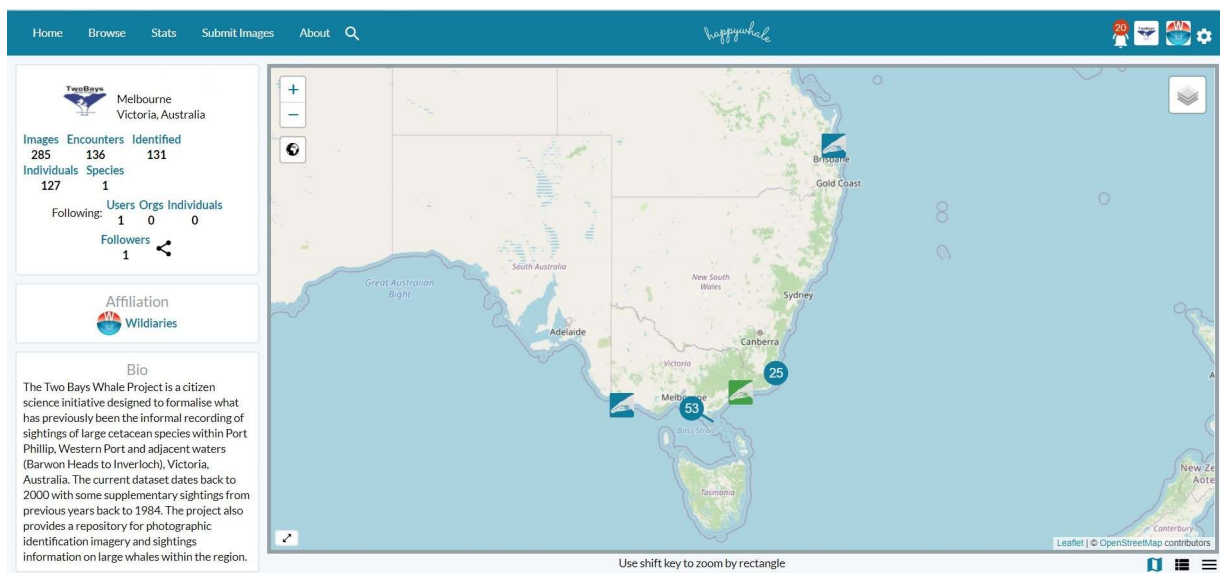 Home Browse Stats Submit Images About
happywhale
20
TwoBays
Melbourne
Victoria, Australia
Images Encounters Identified
285 136 131
Individuals Species
127 1
Following: Users Orgs Individuals
1 0 0
Followers
1
Affiliation
Wildiaries
Bio
The Two Bays Whale Project is a citizen
science initiative designed to formalise what
has previously been the informal recording of
sightings of large cetacean species within Port
Phillip, Western Port and adjacent waters
(Barwon Heads to Inverloch), Victoria,
Australia. The current dataset dates back to
2000 with some supplementary sightings from
previous years back to 1984. The project also
provides a repository for photographic
identification imagery and sightings
information on large whales within the region.
+
−
Brisbane
Gold Coast
South Australia
Great Australian
Bight
New South
Wales
Sydney
Adelaide
Canberra
Victoria
25
Melbourne
53
Bass Strait
Tasmania
New Ze
Aote
Canterbury
A
Leaflet | © OpenStreetMap contributors
Use shift key to zoom by rectangle